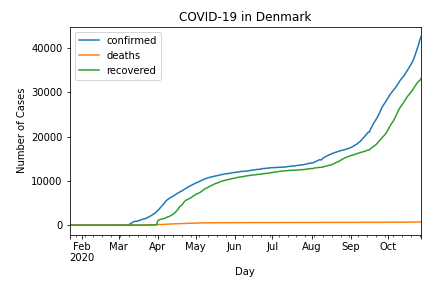 COVID-19 in Denmark
confirmed
deaths
recovered
Number of Cases
40000
30000
20000
10000
0
Feb Mar Apr May Jun Jul Aug Sep Oct
2020
Day